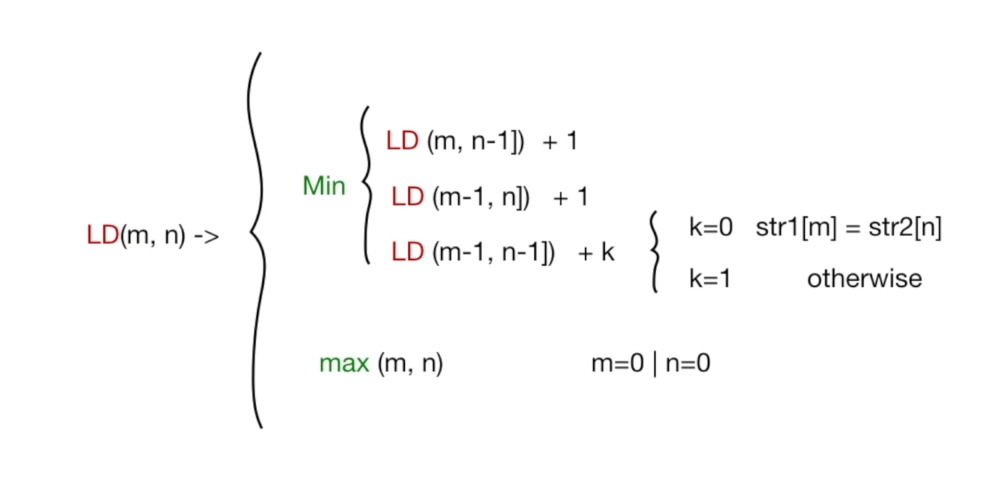 LD (m, n-1]) + 1
Min
LD (m-1, n]) + 1
LD(m, n) ->
LD (m-1, n-1]) + k
k=0 str1[m] = str2[n]
k=1 otherwise
max (m, n) m=0 | n=0